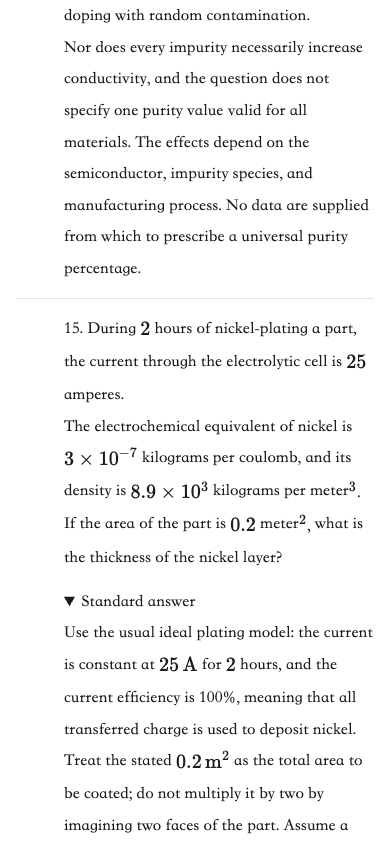 doping with random contamination.
Nor does every impurity necessarily increase
conductivity, and the question does not
specify one purity value valid for all
materials. The effects depend on the
semiconductor, impurity species, and
manufacturing process. No data are supplied
from which to prescribe a universal purity
percentage.
15. During 2 hours of nickel-plating a part,
the current through the electrolytic cell is 25
amperes.
The electrochemical equivalent of nickel is
3 × 10⁻⁷ kilograms per coulomb, and its
density is 8.9 × 10³ kilograms per meter³.
If the area of the part is 0.2 meter², what is
the thickness of the nickel layer?
▼ Standard answer
Use the usual ideal plating model: the current
is constant at 25 A for 2 hours, and the
current efficiency is 100%, meaning that all
transferred charge is used to deposit nickel.
Treat the stated 0.2 m² as the total area to
be coated; do not multiply it by two by
imagining two faces of the part. Assume a